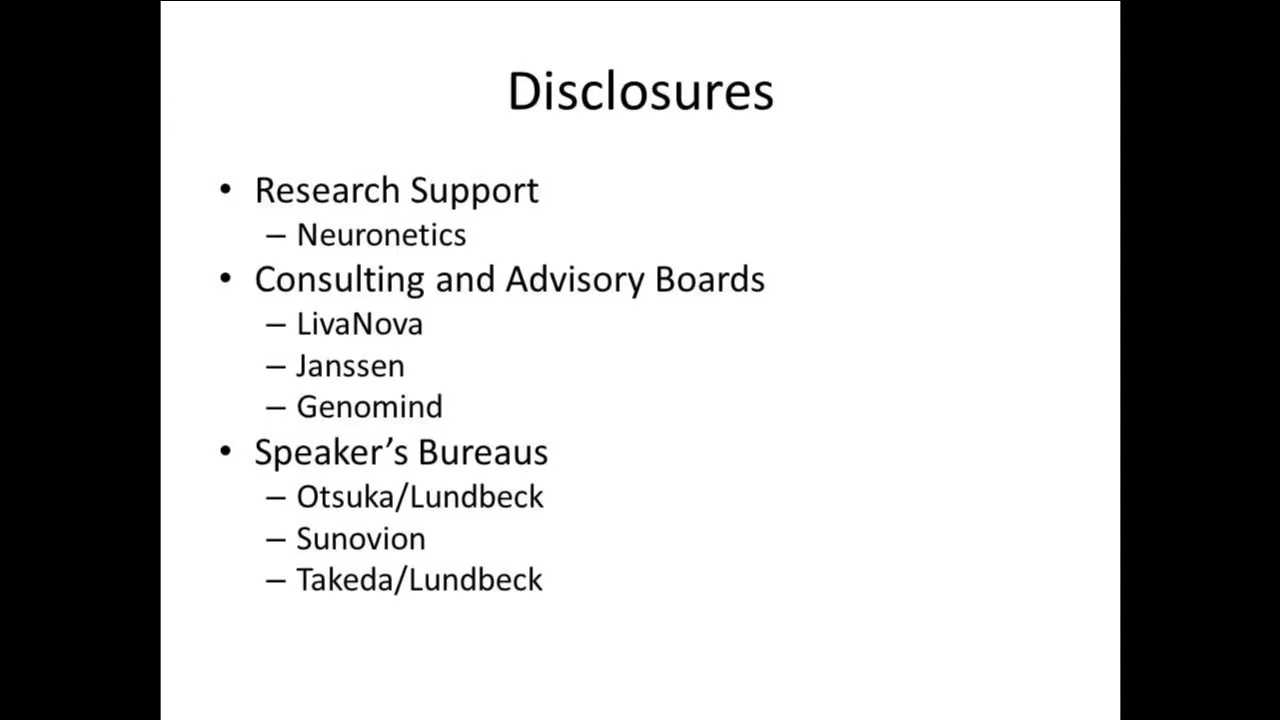 Disclosures
• Research Support
– Neuronetics
• Consulting and Advisory Boards
– LivaNova
– Janssen
– Genomind
• Speaker’s Bureaus
– Otsuka/Lundbeck
– Sunovion
– Takeda/Lundbeck